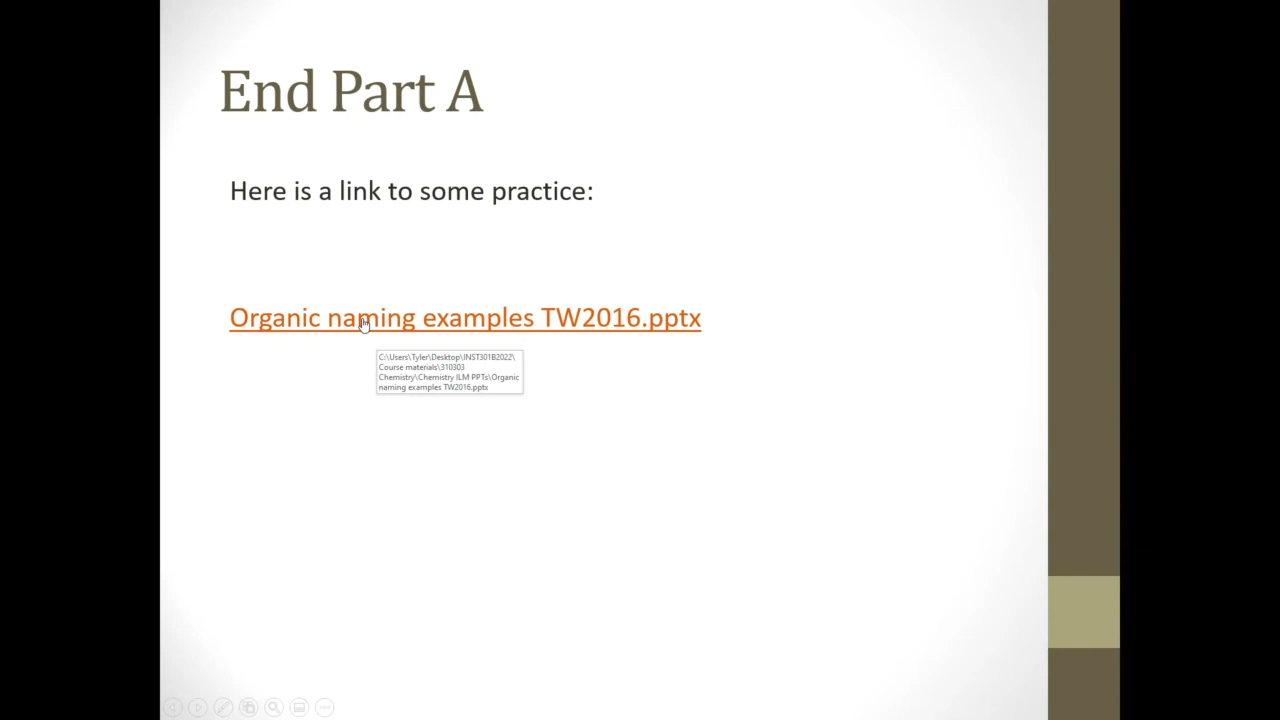 End Part A
Here is a link to some practice:
Organic naming examples TW2016.pptx
C:\Users\Tyler\Desktop\INST301B2022\
Course materials\310303
Chemistry\Chemistry ILM PPTs\Organic
naming examples TW2016.pptx